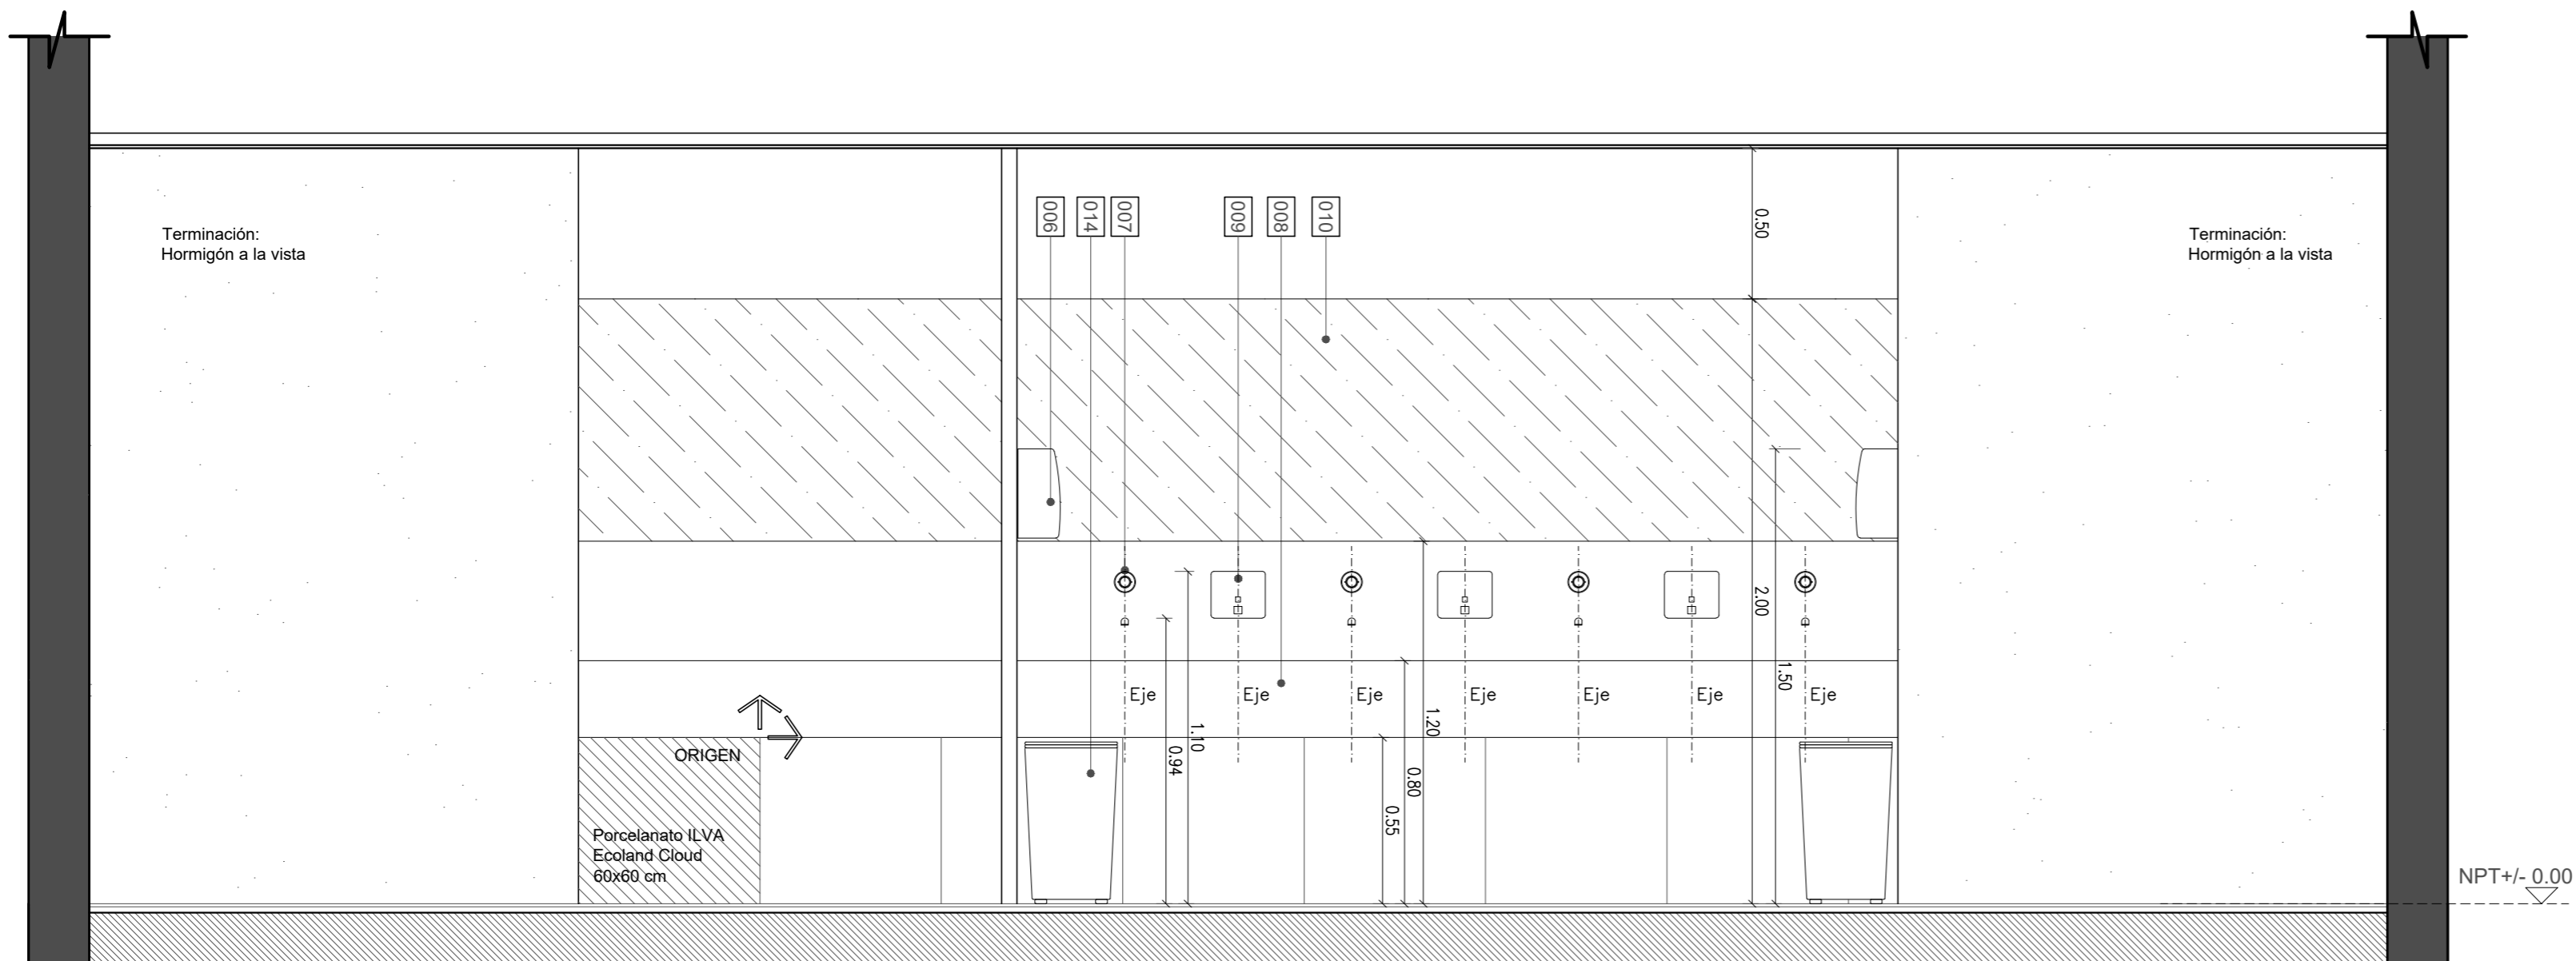 006
014
007
009
008
010
0.50
Terminación:
Hormigón a la vista
Terminación:
Hormigón a la vista
2.00
1.50
Eje
Eje
Eje
Eje
Eje
Eje
Eje
1.20
1.10
0.94
0.80
0.55
ORIGEN
Porcelanato ILVA
Ecoland Cloud
60x60 cm
NPT+/- 0.00